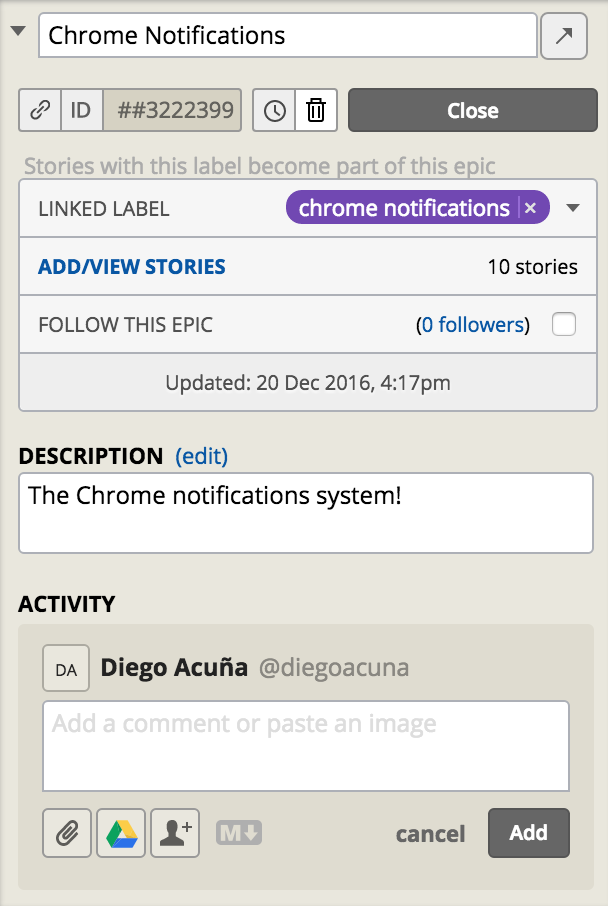 Chrome Notifications
ID ##3222399 Close
Stories with this label become part of this epic
LINKED LABEL chrome notifications ×
ADD/VIEW STORIES 10 stories
FOLLOW THIS EPIC (0 followers)
Updated: 20 Dec 2016, 4:17pm
DESCRIPTION (edit)
The Chrome notifications system!
ACTIVITY
DA Diego Acuña @diegoacuna
Add a comment or paste an image
M cancel Add